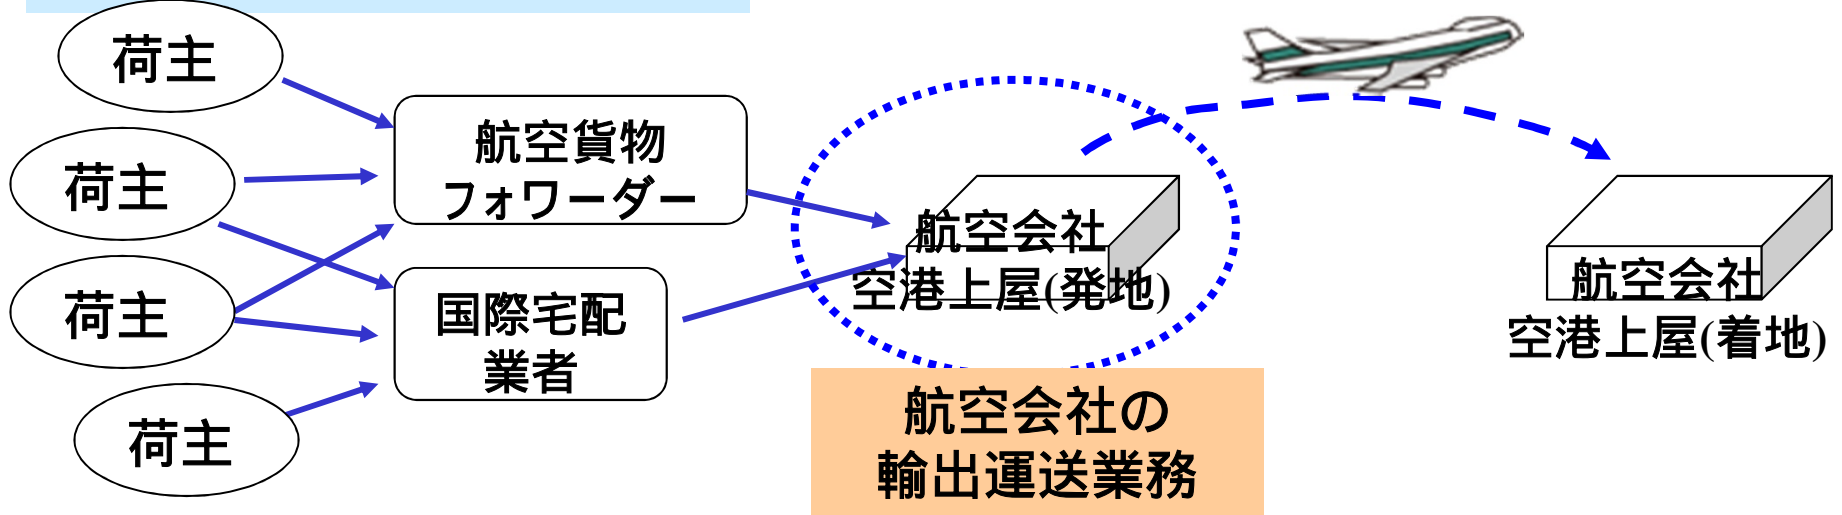 荷主
荷主
荷主
荷主
航空貨物
フォワーダー
国際宅配
業者
航空会社
空港上屋(発地)
航空会社の
輸出運送業務
航空会社
空港上屋(着地)